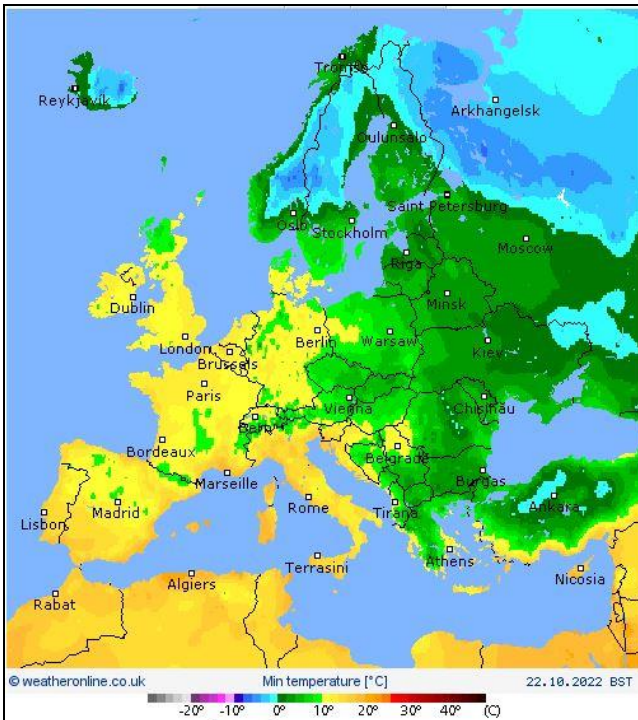 Tromsø
Reykjavik
Arkhangelsk
Oulunsalo
Saint Petersburg
Oslo
Stockholm
Moscow
Riga
Dublin
Minsk
London
Berlin
Warsaw
Brussels
Kiev
Paris
Vienna
Chisinau
Bern
Bordeaux
Belgrade
Marseille
Burgas
Madrid
Rome
Tirana
Ankara
Lisbon
Athens
Terrasini
Nicosia
Algiers
Rabat
© weatheronline.co.uk Min temperature [°C] 22.10.2022 BST
-20° -10° 0° 10° 20° 30° 40° (C)